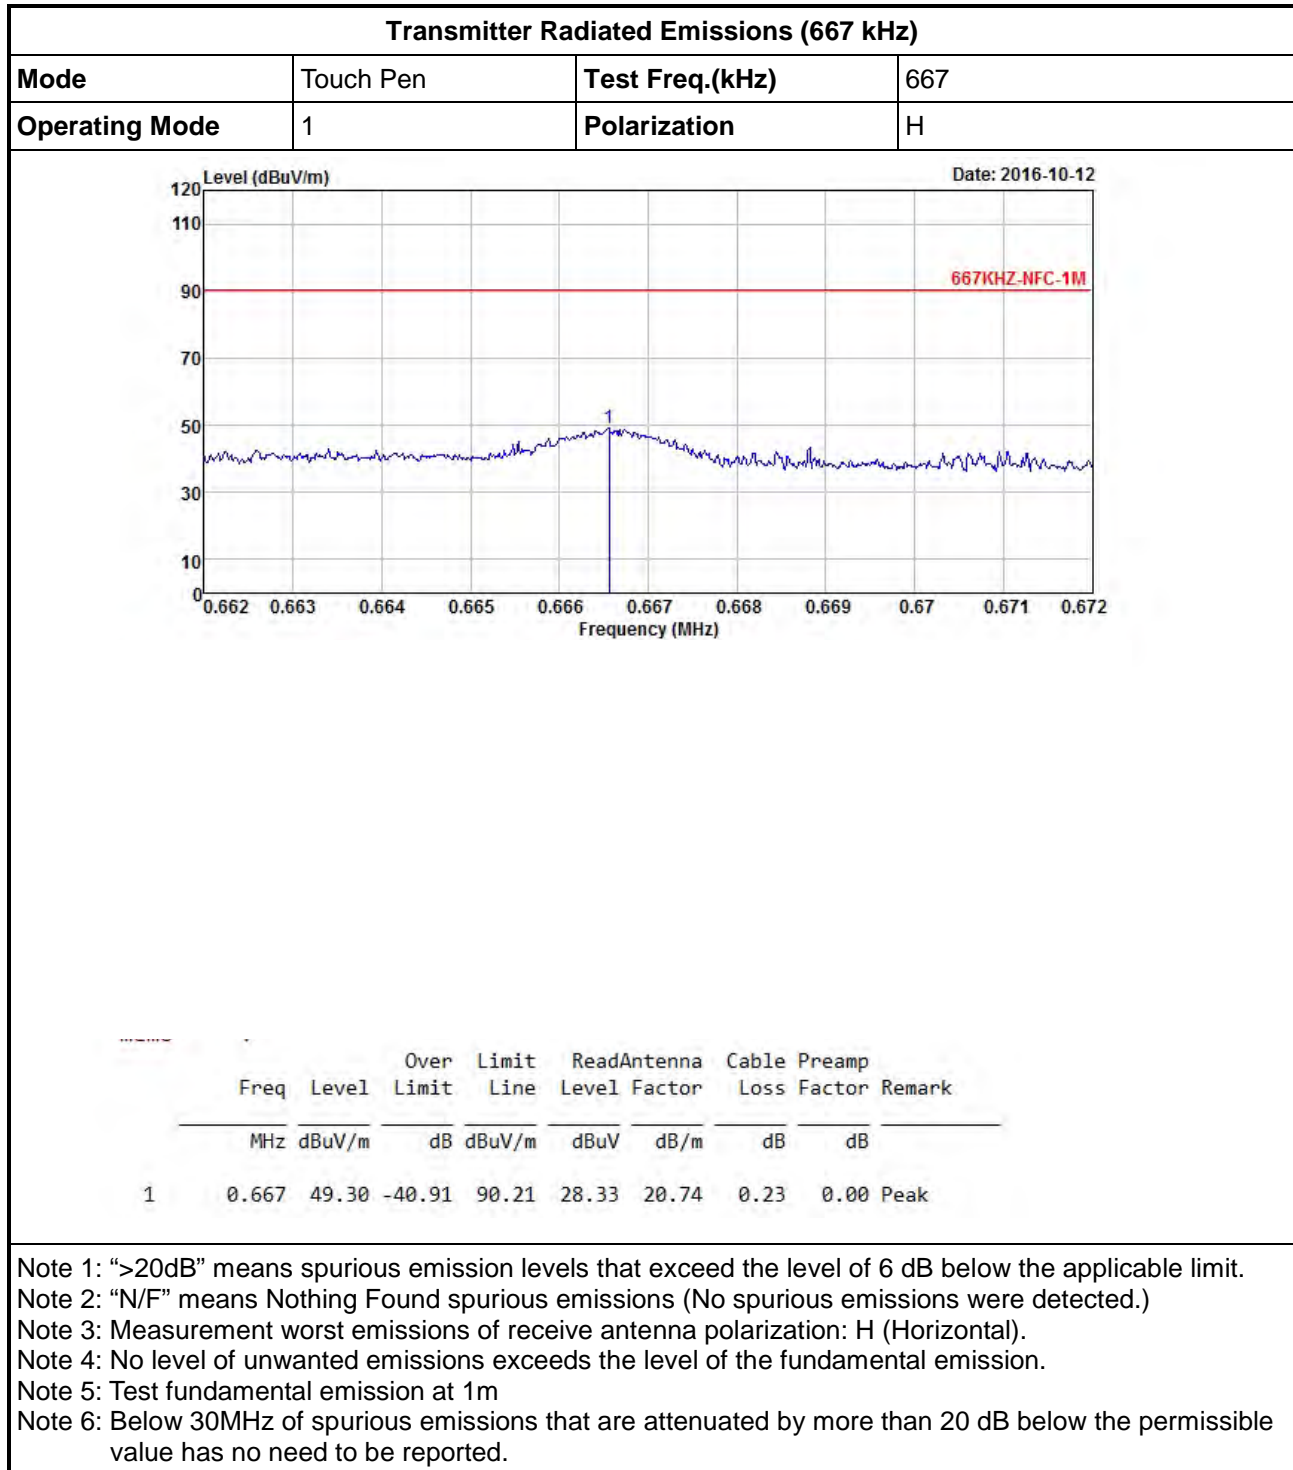 Transmitter Radiated Emissions (667 kHz)
Mode Touch Pen Test Freq.(kHz) 667
Operating Mode 1 Polarization H
Level (dBuV/m) Date: 2016-10-12
120
110
667KHZ-NFC-1M
90
70
1
50
30
10
0
0.662 0.663 0.664 0.665 0.666 0.667 0.668 0.669 0.67 0.671 0.672
Frequency (MHz)
Over Limit ReadAntenna Cable Preamp
Freq Level Limit Line Level Factor Loss Factor Remark
MHz dBuV/m dB dBuV/m dBuV dB/m dB dB
1 0.667 49.30 -40.91 90.21 28.33 20.74 0.23 0.00 Peak
Note 1: “>20dB” means spurious emission levels that exceed the level of 6 dB below the applicable limit.
Note 2: “N/F” means Nothing Found spurious emissions (No spurious emissions were detected.)
Note 3: Measurement worst emissions of receive antenna polarization: H (Horizontal).
Note 4: No level of unwanted emissions exceeds the level of the fundamental emission.
Note 5: Test fundamental emission at 1m
Note 6: Below 30MHz of spurious emissions that are attenuated by more than 20 dB below the permissible
value has no need to be reported.